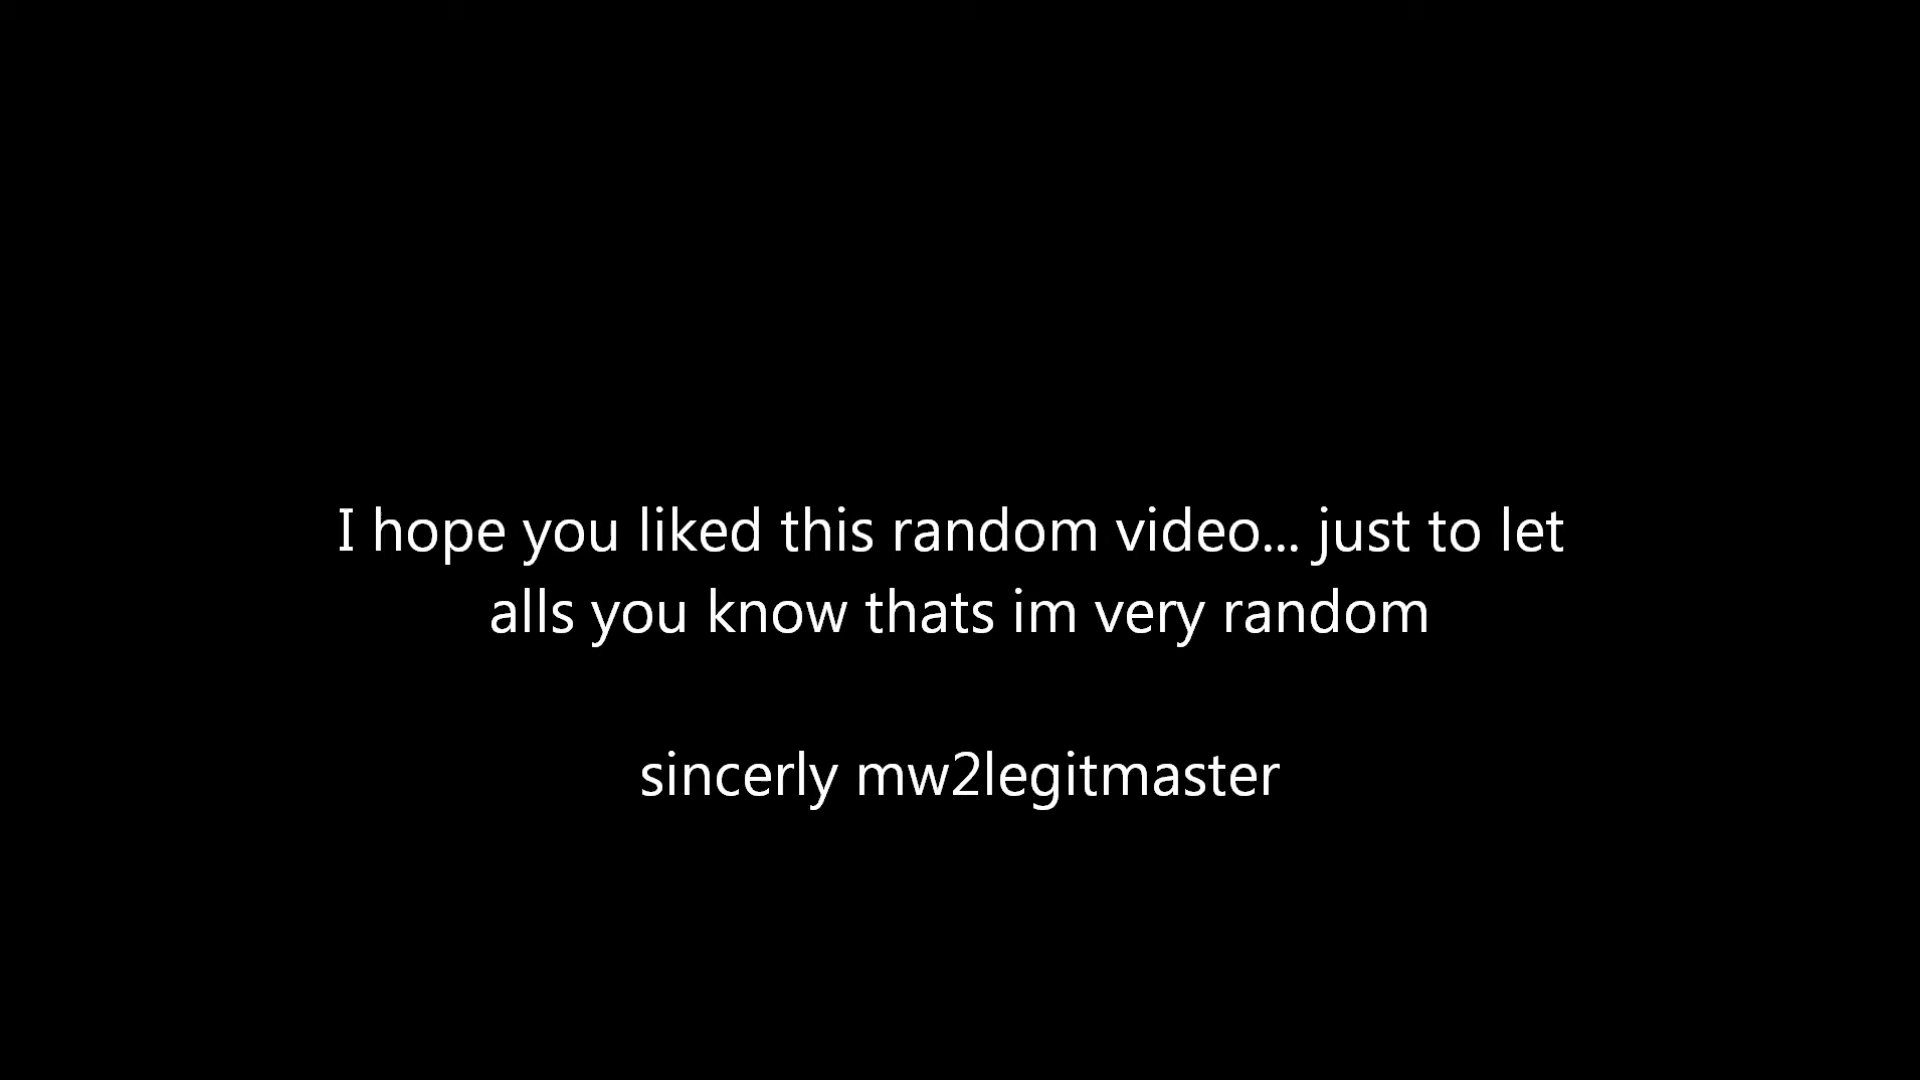 I hope you liked this random video... just to let
alls you know thats im very random
sincerly mw2legitmaster